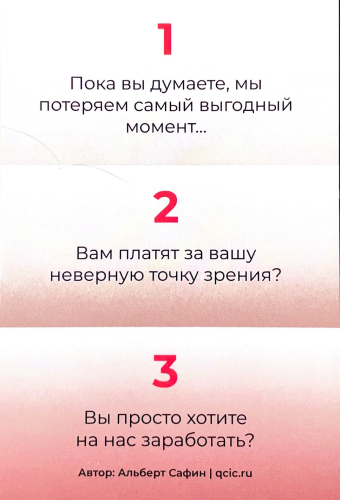 1
Пока вы думаете, мы
потеряем самый выгодный
момент...
2
Вам платят за вашу
неверную точку зрения?
3
Вы просто хотите
на нас заработать?
Автор: Альберт Сафин | qcic.ru